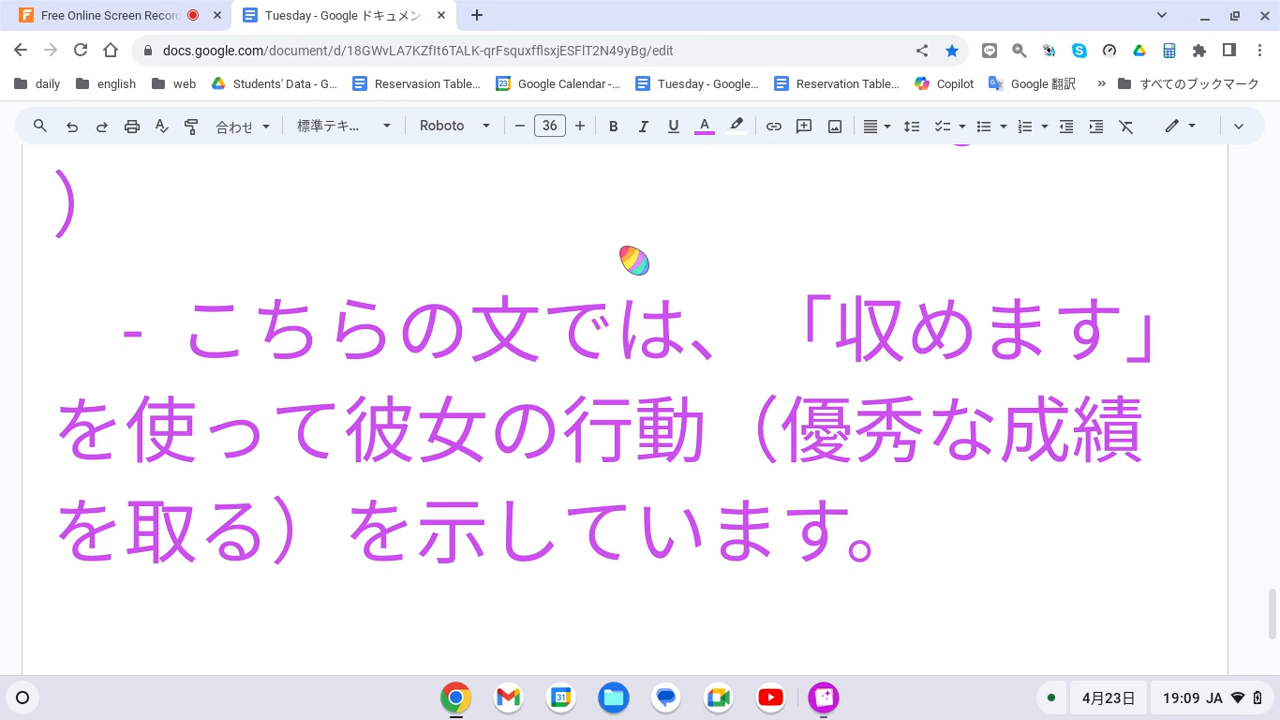 Free Online Screen Record
Tuesday - Google ドキュメン
docs.google.com/document/d/18GWvLA7KZfIt6TALK-qrFsquxfflsxjESFlT2N49yBg/edit
daily
english
web
Students' Data - G...
Reservasion Table...
Google Calendar -...
Tuesday - Google...
Reservation Table...
Copilot
Google 翻訳
»
すべてのブックマーク
合わせ
標準テキ...
Roboto
36
B
I
U
A
）
- こちらの文では、「収めます」
を使って彼女の行動（優秀な成績
を取る）を示しています。
4月23日
19:09 JA